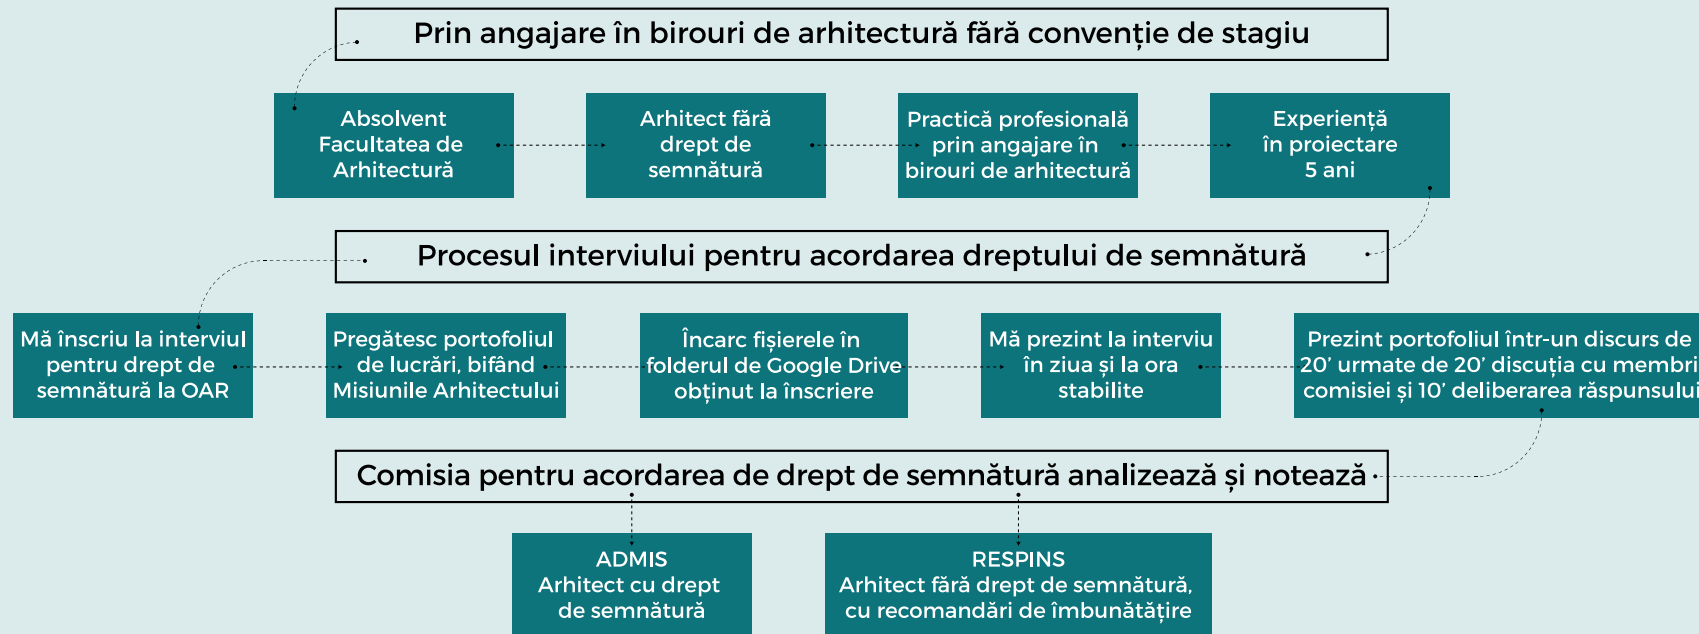 Prin angajare în birouri de arhitectură fără convenție de stagiu
Absolvent
Facultatea de
Arhitectură
Arhitect fără
drept de
semnătură
Practică profesională
prin angajare în
birouri de arhitectură
Experiență
în proiectare
5 ani
Procesul interviului pentru acordarea dreptului de semnătură
Mă înscriu la interviul
pentru drept de
semnătură la OAR
Pregătesc portofoliul
de lucrări, bifând
Misiunile Arhitectului
Încarc fișierele în
folderul de Google Drive
obținut la înscriere
Mă prezint la interviu
în ziua și la ora
stabilite
Prezint portofoliul într-un discurs de
20’ urmate de 20’ discuția cu membri
comisiei și 10’ deliberarea răspunsului
Comisia pentru acordarea de drept de semnătură analizează și notează
ADMIS
Arhitect cu drept
de semnătură
RESPINS
Arhitect fără drept de semnătură,
cu recomandări de îmbunătățire